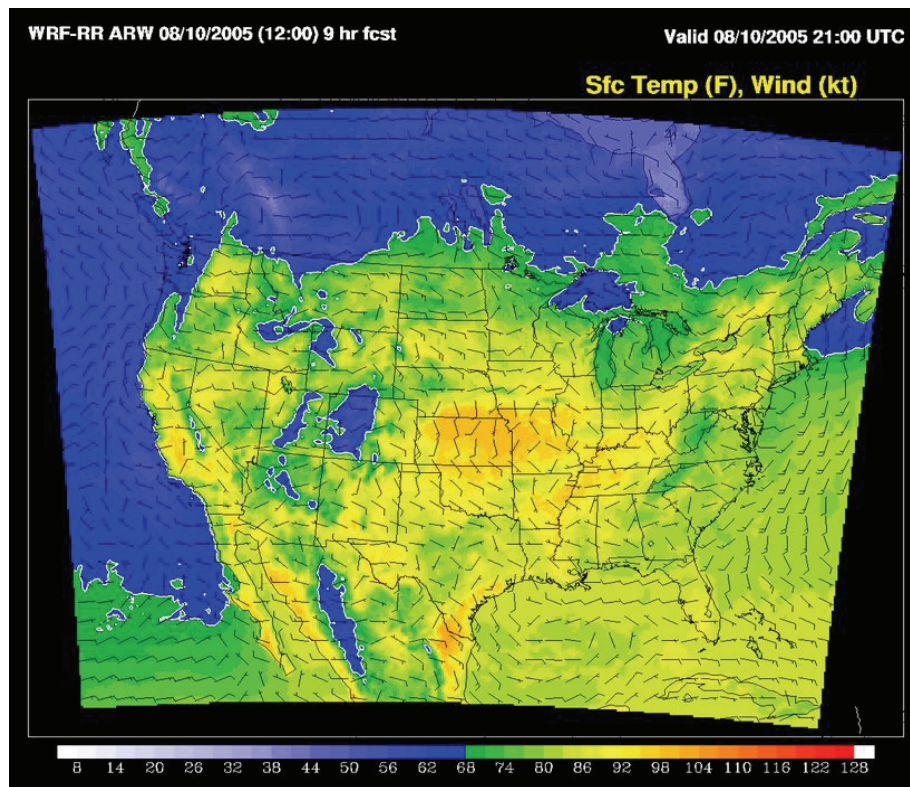 WRF-RR ARW 08/10/2005 (12:00) 9 hr fcst
Valid 08/10/2005 21:00 UTC
Sfc Temp (F), Wind (kt)
8 14 20 26 32 38 44 50 56 62 68 74 80 86 92 98 104 110 116 122 128